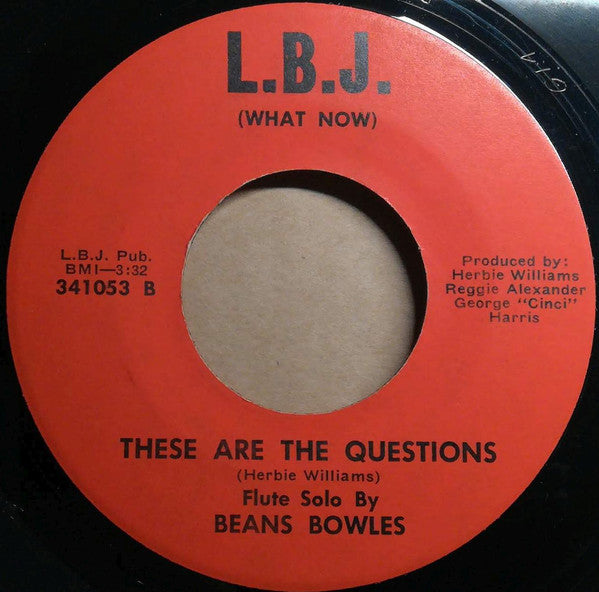 L.B.J.
(WHAT NOW)
L.B.J. Pub.
BMI—3:32
341053 B
Produced by:
Herbie Williams
Reggie Alexander
George "Cinci"
Harris
THESE ARE THE QUESTIONS
(Herbie Williams)
Flute Solo By
BEANS BOWLES